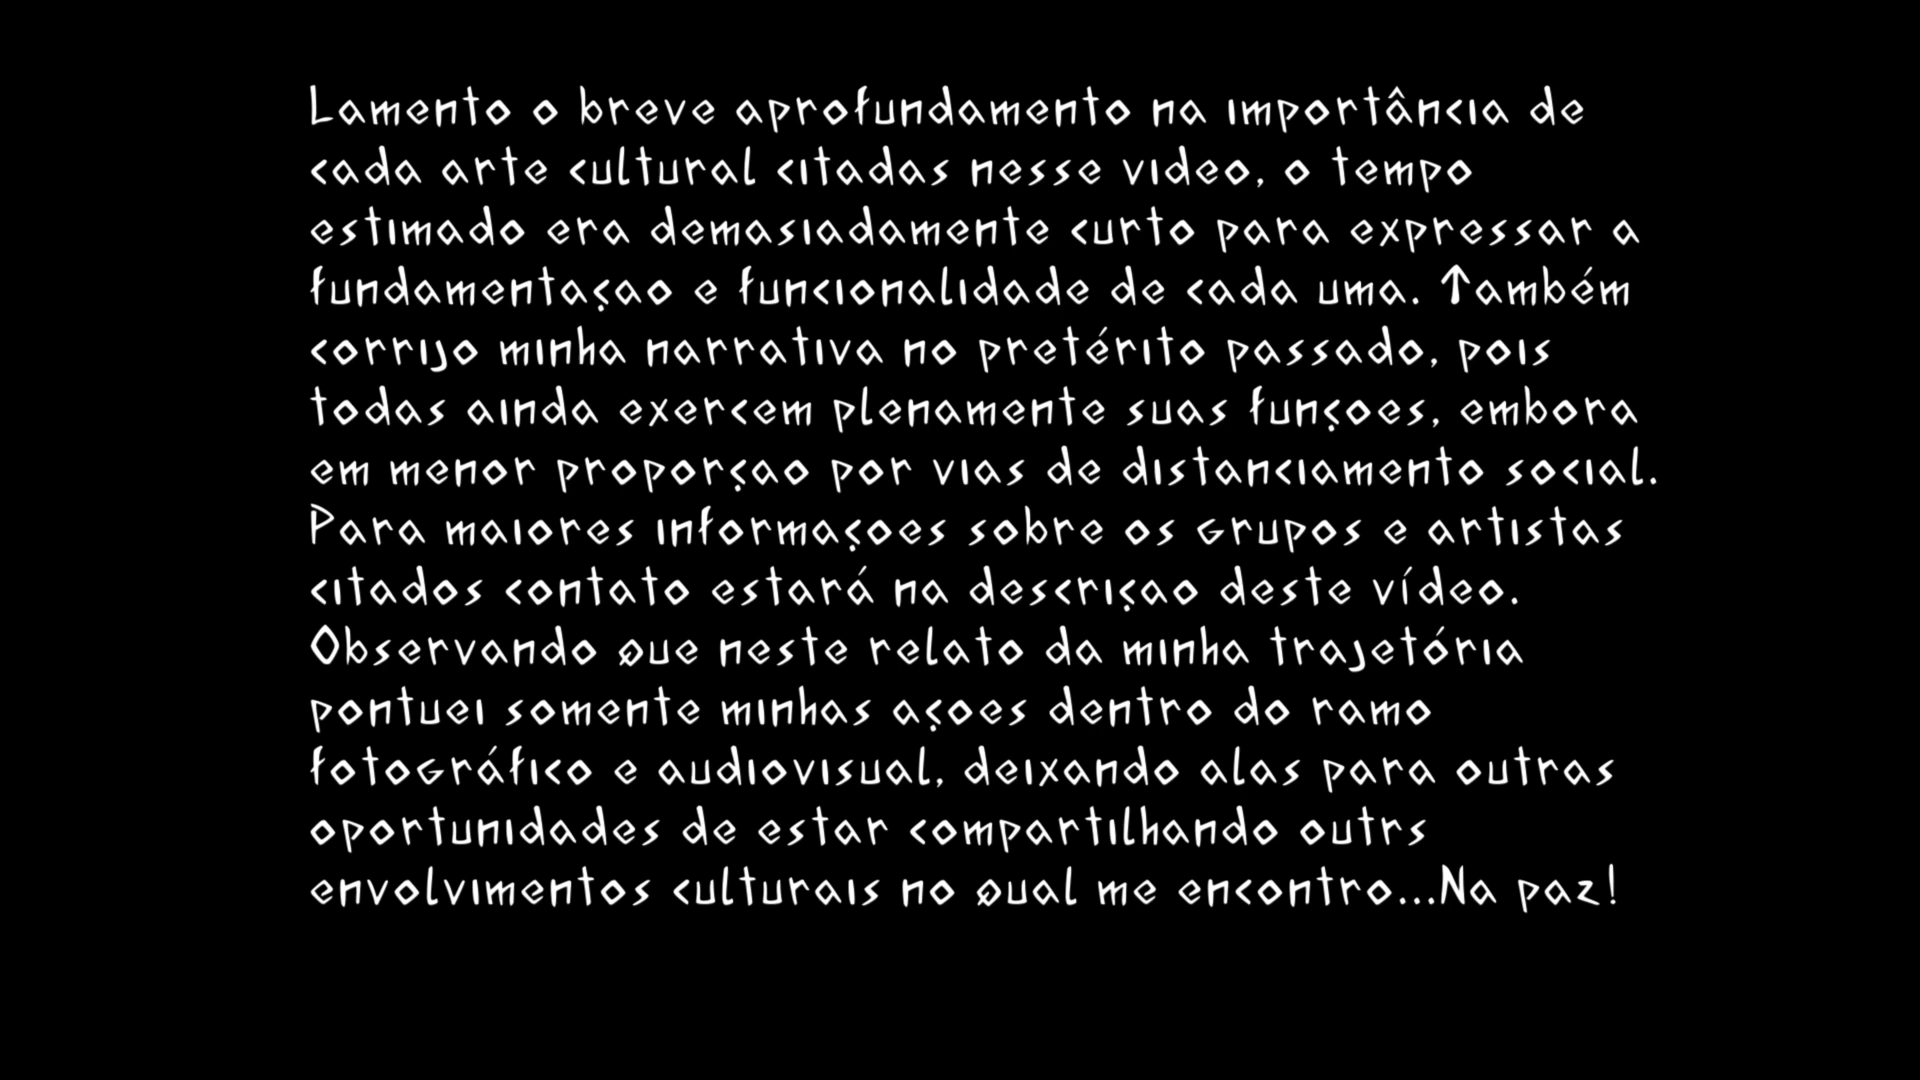 Lamento o breve aprofundamento na importância de
cada arte cultural citadas nesse video, o tempo
estimado era demasiadamente curto para expressar a
fundamentaçao e funcionalidade de cada uma. Também
corrijo minha narrativa no pretérito passado, pois
todas ainda exercem plenamente suas funçoes, embora
em menor proporçao por vias de distanciamento social.
Para maiores informaçoes sobre os grupos e artistas
citados contato estará na descriçao deste vídeo.
Observando que neste relato da minha trajetória
pontuei somente minhas açoes dentro do ramo
fotográfico e audiovisual, deixando alas para outras
oportunidades de estar compartilhando outrs
envolvimentos culturais no qual me encontro...Na paz!